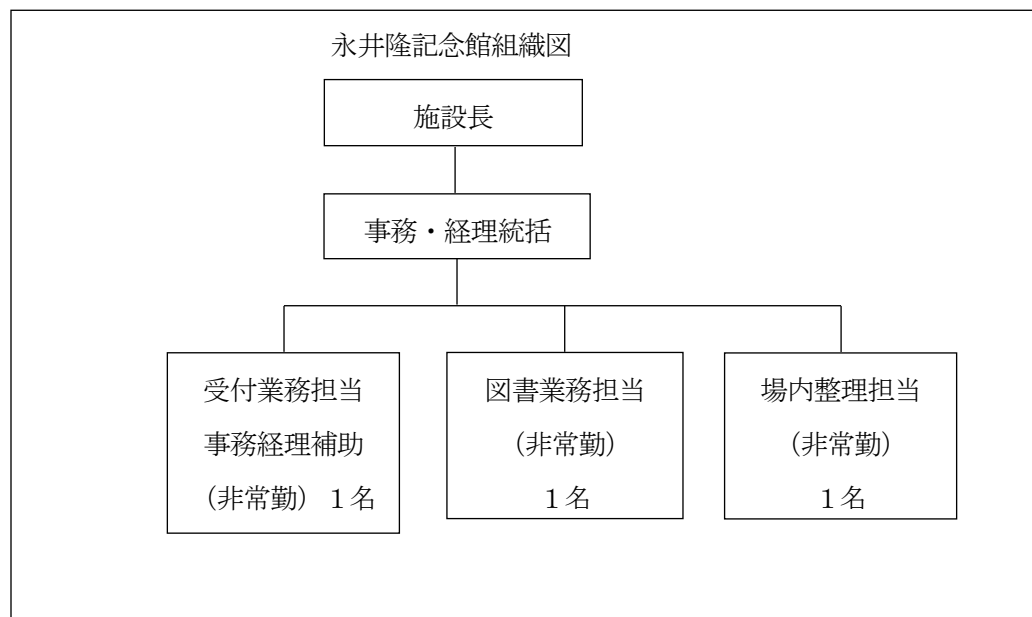 永井隆記念館組織図
施設長
事務・経理統括
受付業務担当
事務経理補助
（非常勤）１名
図書業務担当
（非常勤）
１名
場内整理担当
（非常勤）
１名